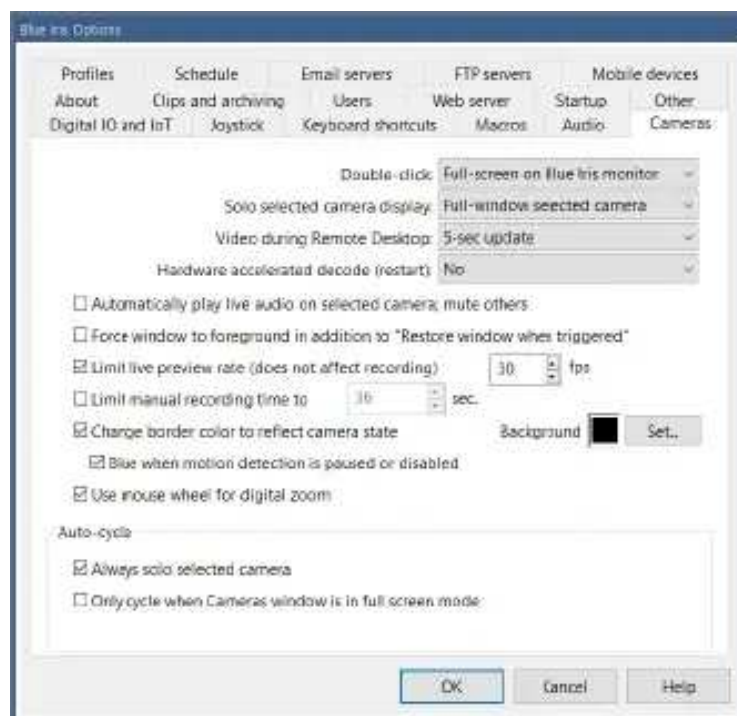 Blue Iris Options
Profiles Schedule Email servers FTP servers Mobile devices
About Clips and archiving Users Web server Startup Other
Digital IO and IoT Joystick Keyboard shortcuts Macros Audio Cameras
Double-click: Full-screen on Blue Iris monitor
Solo selected camera display: Full-window selected camera
Video during Remote Desktop: 5-sec update
Hardware accelerated decode (restart): No
Automatically play live audio on selected camera; mute others
Force window to foreground in addition to "Restore window when triggered"
Limit live preview rate (does not affect recording) 30 fps
Limit manual recording time to sec.
Change border color to reflect camera state Background Set...
Blue when motion detection is paused or disabled
Use mouse wheel for digital zoom
Auto-cycle
Always solo selected camera
Only cycle when Cameras window is in full screen mode
OK Cancel Help